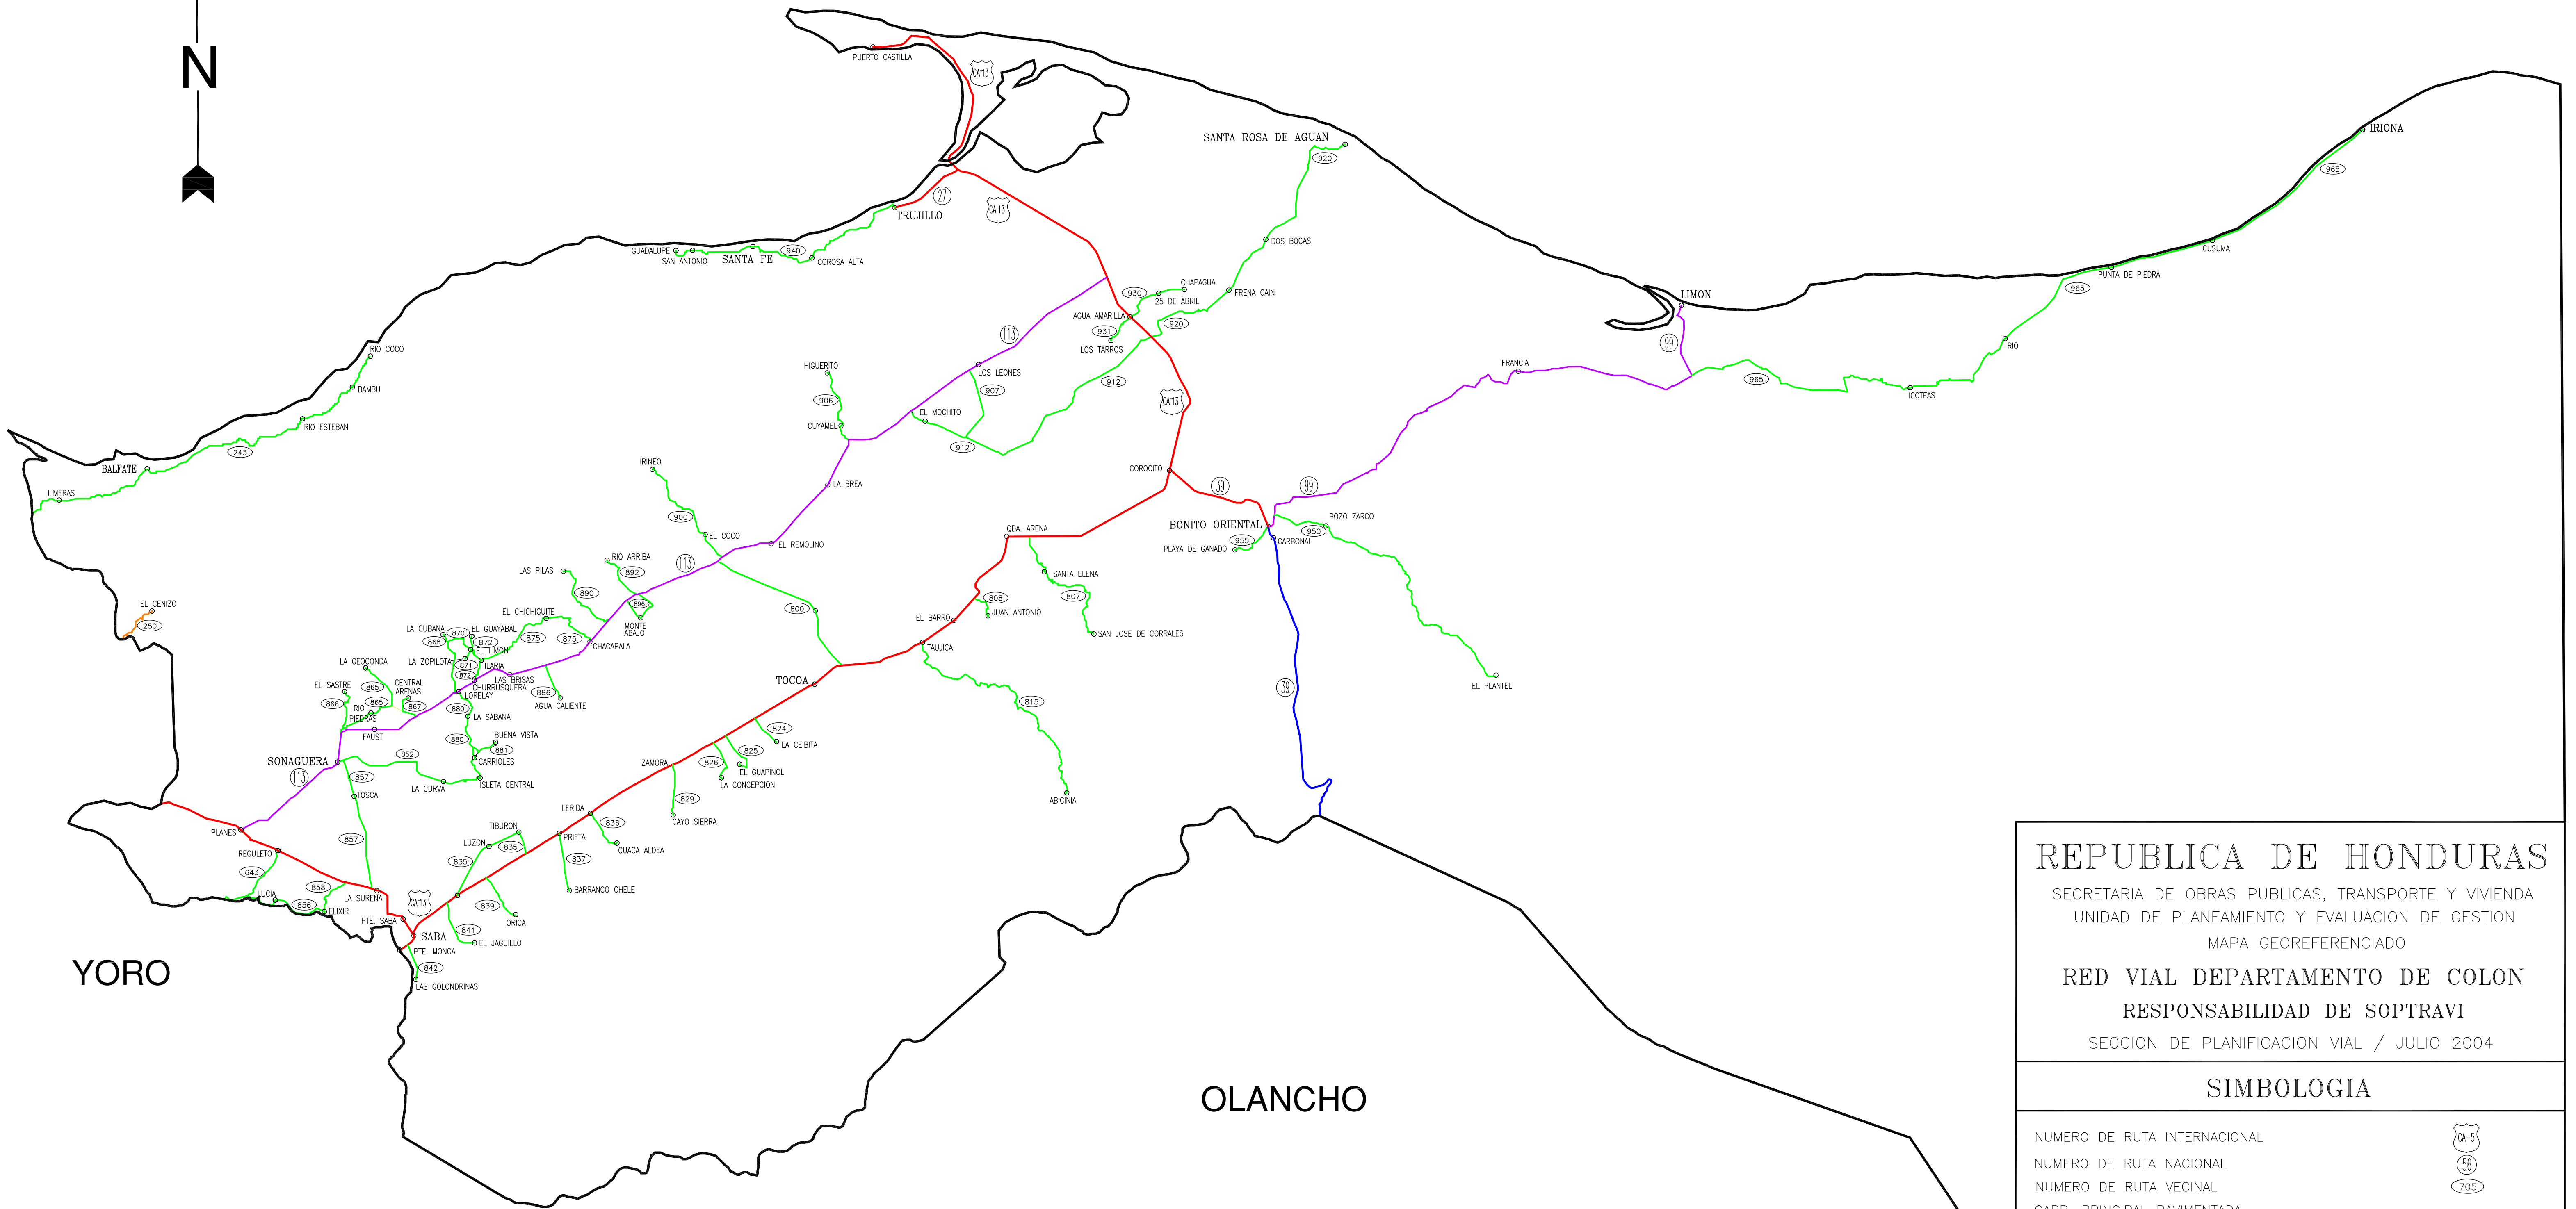 N
PUERTO CASTILLA
CA-13
SANTA ROSA DE AGUAN
920
IRIONA
965
27
CA-13
TRUJILLO
GUADALUPE
SAN ANTONIO
SANTA FE
940
COROSA ALTA
DOS BOCAS
CUSUMA
PUNTA DE PIEDRA
965
CHAPAGUA
930
25 DE ABRIL
FRENA CAIN
LIMON
AGUA AMARILLA
931
920
LOS TARROS
113
99
RIO
RIO COCO
BAMBU
RIO ESTEBAN
243
HIGUERITO
906
CUYAMEL
LOS LEONES
907
912
EL MOCHITO
912
CA-13
FRANCIA
965
ICOTEAS
BALFATE
LIMERAS
IRINEO
LA BREA
COROCITO
39
99
900
EL COCO
EL REMOLINO
QDA. ARENA
BONITO ORIENTAL
POZO ZARCO
950
955
CARBONAL
PLAYA DE GANADO
RIO ARRIBA
892
113
LAS PILAS
890
896
MONTE
ABAJO
800
SANTA ELENA
807
808
JUAN ANTONIO
EL BARRO
SAN JOSE DE CORRALES
TAUJICA
EL CENIZO
250
EL CHICHIGUITE
LA CUBANA
870
EL GUAYABAL
868
872
875
875
CHACAPALA
EL LIMON
LA ZOPILOTA
871
ILARIA
872
LAS BRISAS
CHURRUSQUERA
LORELAY
LA GEOCONDA
EL SASTRE
865
CENTRAL
ARENAS
866
865
867
RIO
PIEDRAS
FAUST
886
AGUA CALIENTE
880
LA SABANA
880
BUENA VISTA
881
CARRIOLES
TOCOA
815
39
EL PLANTEL
SONAGUERA
113
852
857
TOSCA
LA CURVA
ISLETA CENTRAL
824
LA CEIBITA
825
EL GUAPINOL
826
LA CONCEPCION
ZAMORA
829
CAYO SIERRA
ABICINIA
LERIDA
836
CUACA ALDEA
PLANES
857
TIBURON
LUZON
835
835
PRIETA
837
BARRANCO CHELE
REGULETO
643
858
LUCIA
856
ELIXIR
LA SURENA
CA-13
PTE. SABA
SABA
PTE. MONGA
839
ORICA
841
EL JAGUILLO
842
LAS GOLONDRINAS
YORO
OLANCHO
REPUBLICA DE HONDURAS
SECRETARIA DE OBRAS PUBLICAS, TRANSPORTE Y VIVIENDA
UNIDAD DE PLANEAMIENTO Y EVALUACION DE GESTION
MAPA GEOREFERENCIADO
RED VIAL DEPARTAMENTO DE COLON
RESPONSABILIDAD DE SOPTRAVI
SECCION DE PLANIFICACION VIAL / JULIO 2004
SIMBOLOGIA
NUMERO DE RUTA INTERNACIONAL CA-5
NUMERO DE RUTA NACIONAL 56
NUMERO DE RUTA VECINAL 705